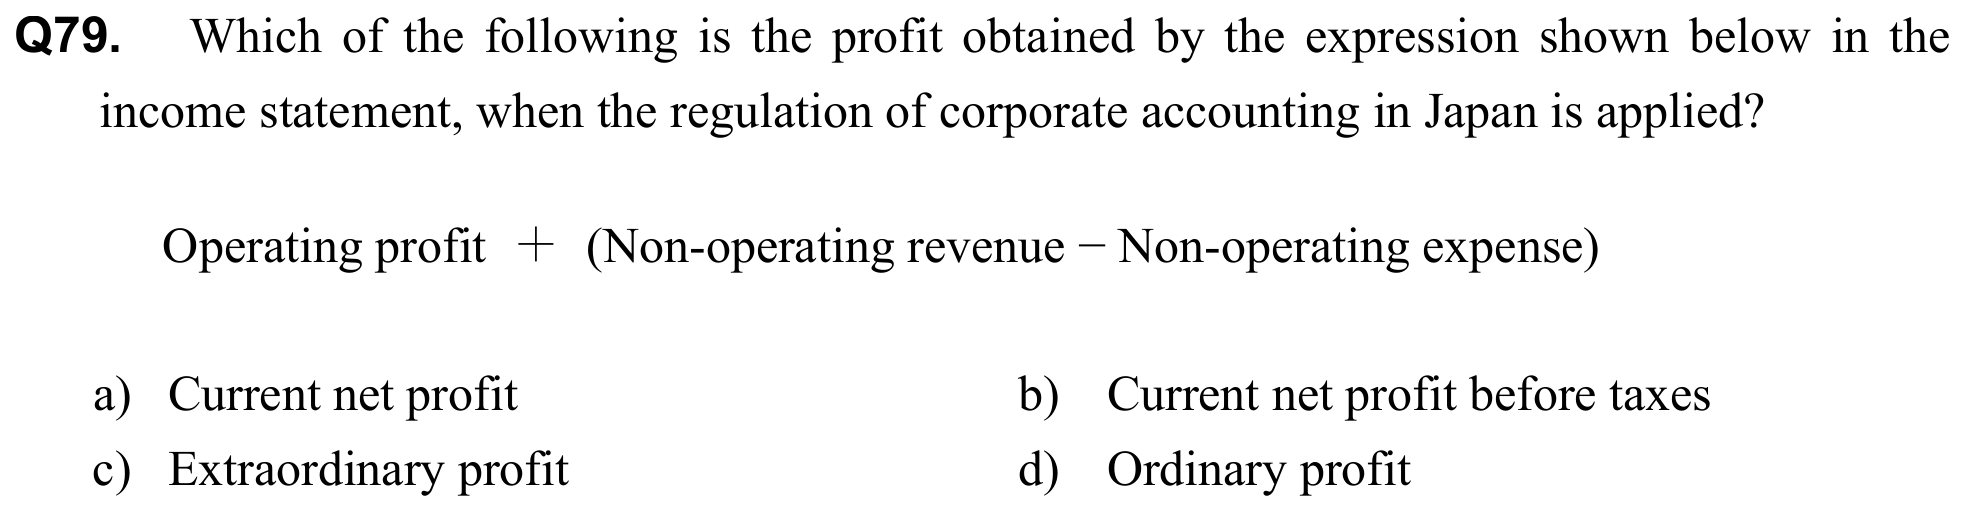 Q79. Which of the following is the profit obtained by the expression shown below in the
income statement, when the regulation of corporate accounting in Japan is applied?
Operating profit + (Non-operating revenue − Non-operating expense)
a) Current net profit b) Current net profit before taxes
c) Extraordinary profit d) Ordinary profit